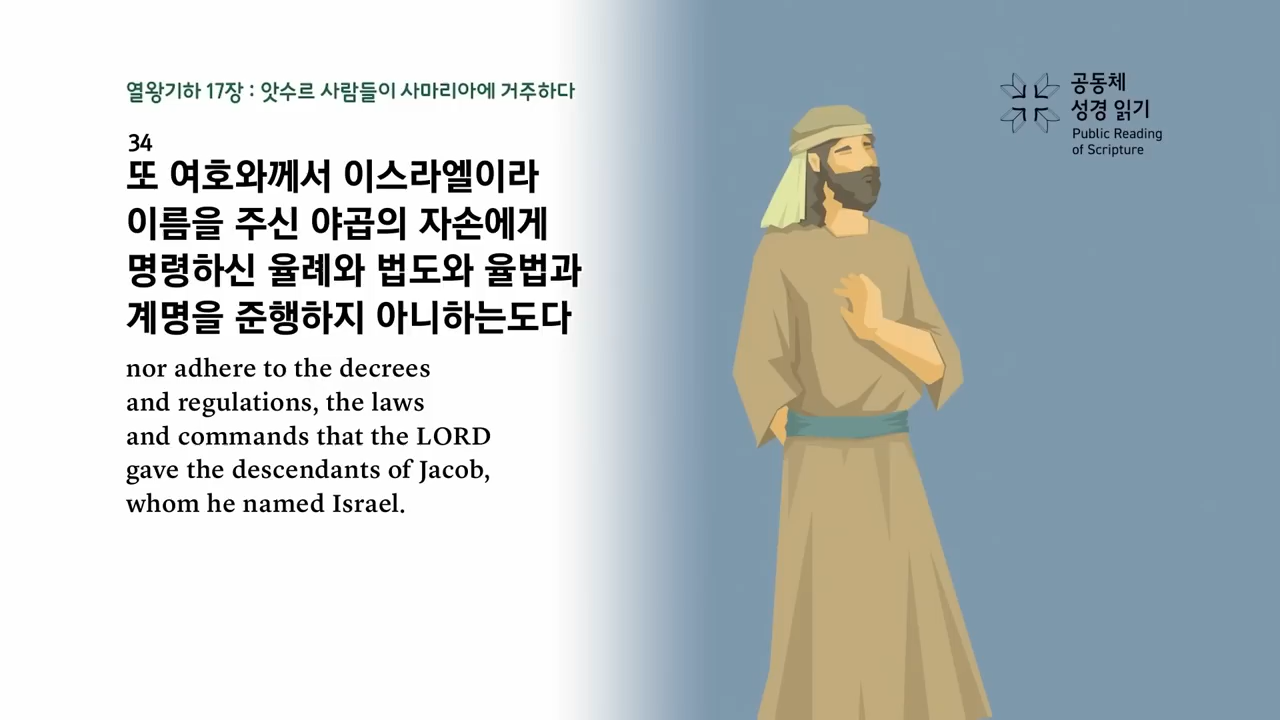 열왕기하 17장 : 앗수르 사람들이 사마리아에 거주하다
34
또 여호와께서 이스라엘이라
이름을 주신 야곱의 자손에게
명령하신 율례와 법도와 율법과
계명을 준행하지 아니하는도다
nor adhere to the decrees
and regulations, the laws
and commands that the LORD
gave the descendants of Jacob,
whom he named Israel.
공동체
성경 읽기
Public Reading
of Scripture